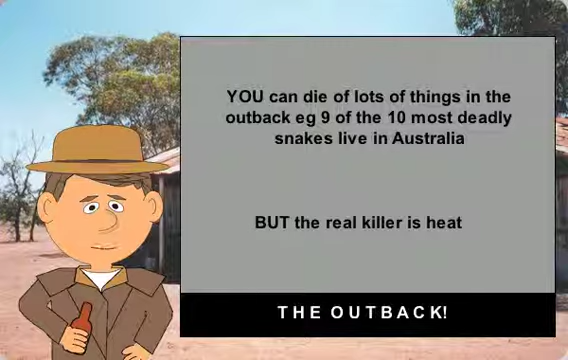 YOU can die of lots of things in the
outback eg 9 of the 10 most deadly
snakes live in Australia
BUT the real killer is heat
THE OUTBACK!